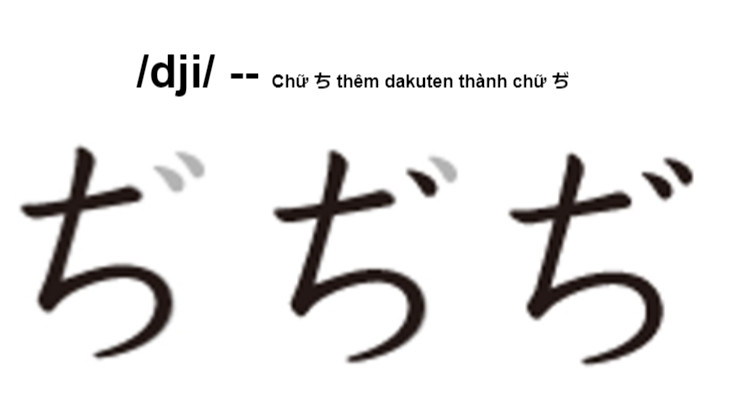 /dji/ -- Chữ ち thêm dakuten thành chữ ぢ
ぢ ぢ ぢ